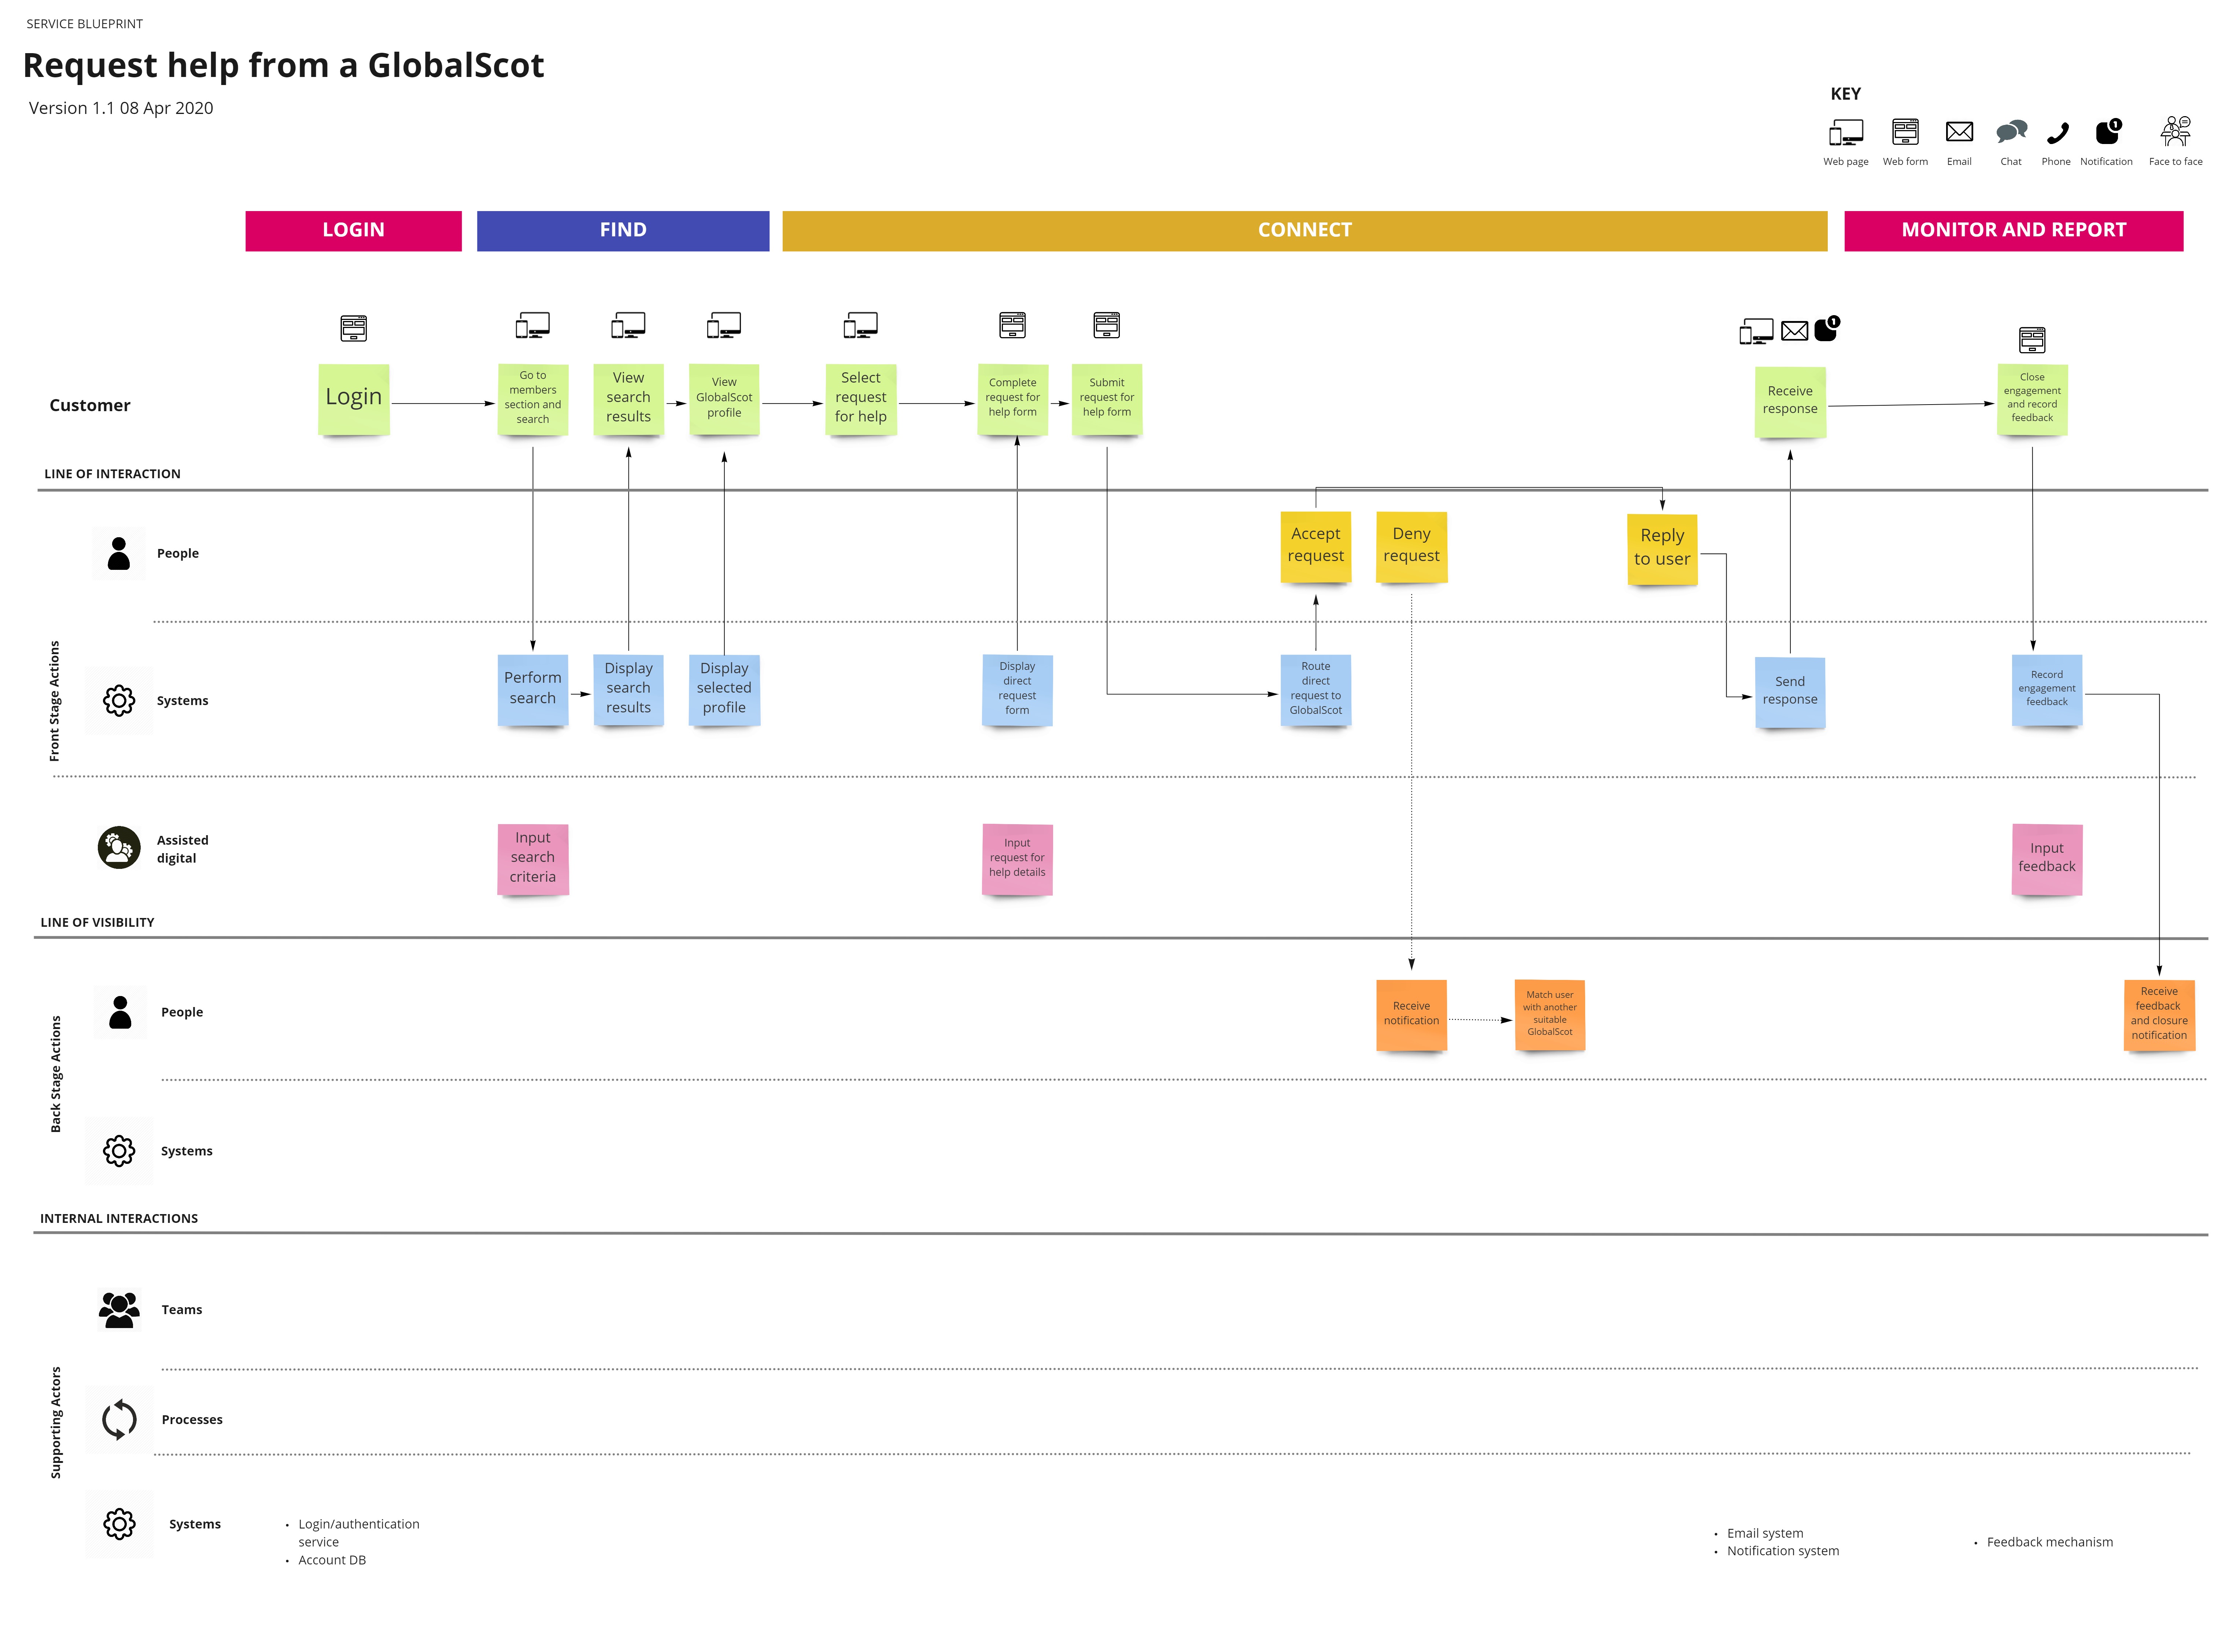 SERVICE BLUEPRINT
Request help from a GlobalScot
Version 1.1 08 Apr 2020
KEY
Web page
Web form
Email
Chat
Phone
1
Notification
Face to face
LOGIN
FIND
CONNECT
MONITOR AND REPORT
1
Customer
Login
Go to
members
section and
search
View
search
results
View
GlobalScot
profile
Select
request
for help
Complete
request for
help form
Submit
request for
help form
Receive
response
Close
engagement
and record
feedback
LINE OF INTERACTION
Front Stage Actions
People
Accept
request
Deny
request
Reply
to user
Systems
Perform
search
Display
search
results
Display
selected
profile
Display
direct
request
form
Route
direct
request to
GlobalScot
Send
response
Record
engagement
feedback
Assisted
digital
Input
search
criteria
Input
request for
help details
Input
feedback
LINE OF VISIBILITY
Back Stage Actions
People
Receive
notification
Match user
with another
suitable
GlobalScot
Receive
feedback
and closure
notification
Systems
INTERNAL INTERACTIONS
Supporting Actors
Teams
Processes
Systems
• Login/authentication
service
• Account DB
• Email system
• Notification system
• Feedback mechanism